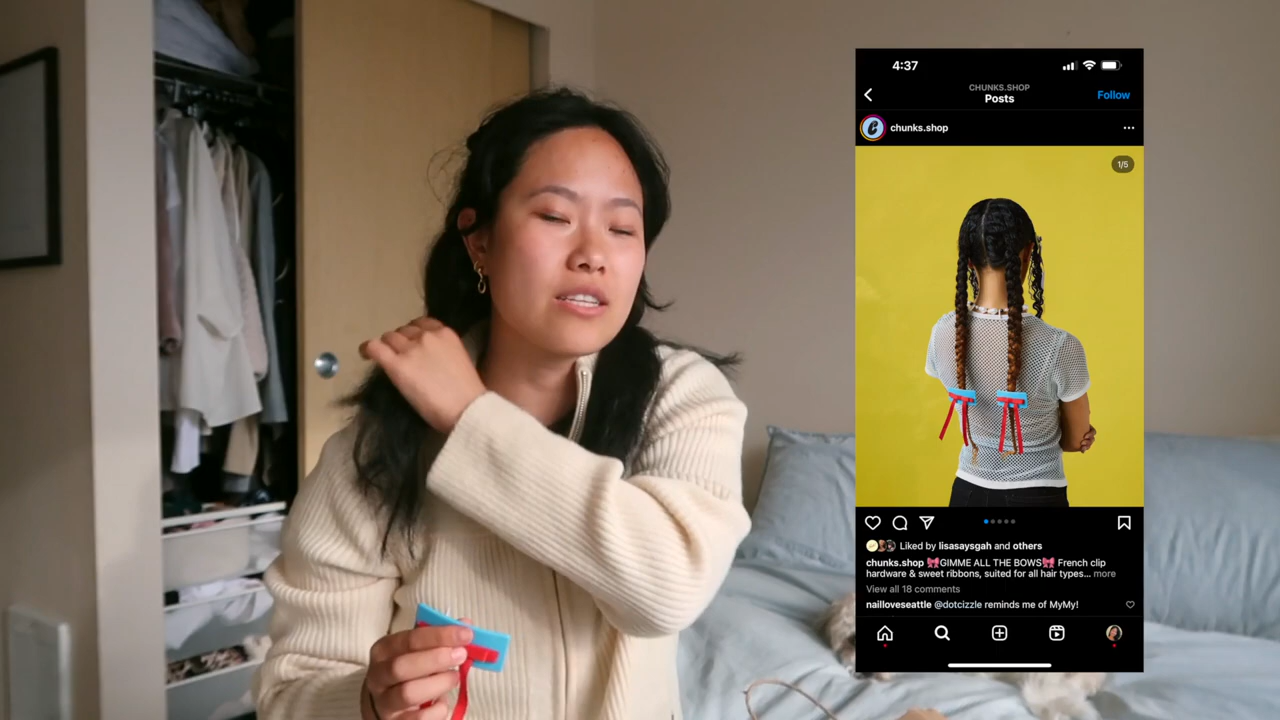 4:37
CHUNKS.SHOP
Posts
Follow
chunks.shop
1/5
Liked by lisasaysgah and others
chunks.shop 🎀GIMME ALL THE BOWS🎀 French clip
hardware & sweet ribbons, suited for all hair types... more
View all 18 comments
nailloveseattle @dotcizzle reminds me of MyMy!